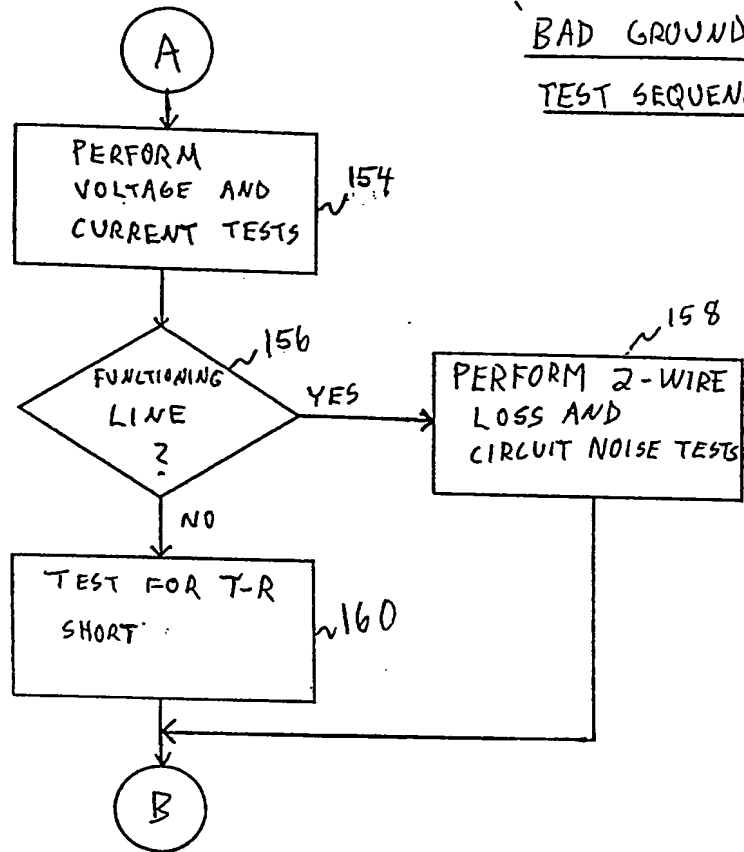 BAD GROUND
TEST SEQUEN
A
PERFORM
VOLTAGE AND
CURRENT TESTS
154
156
FUNCTIONING
LINE
?
YES
158
PERFORM 2-WIRE
LOSS AND
CIRCUIT NOISE TESTS
NO
TEST FOR T-R
SHORT
160
B